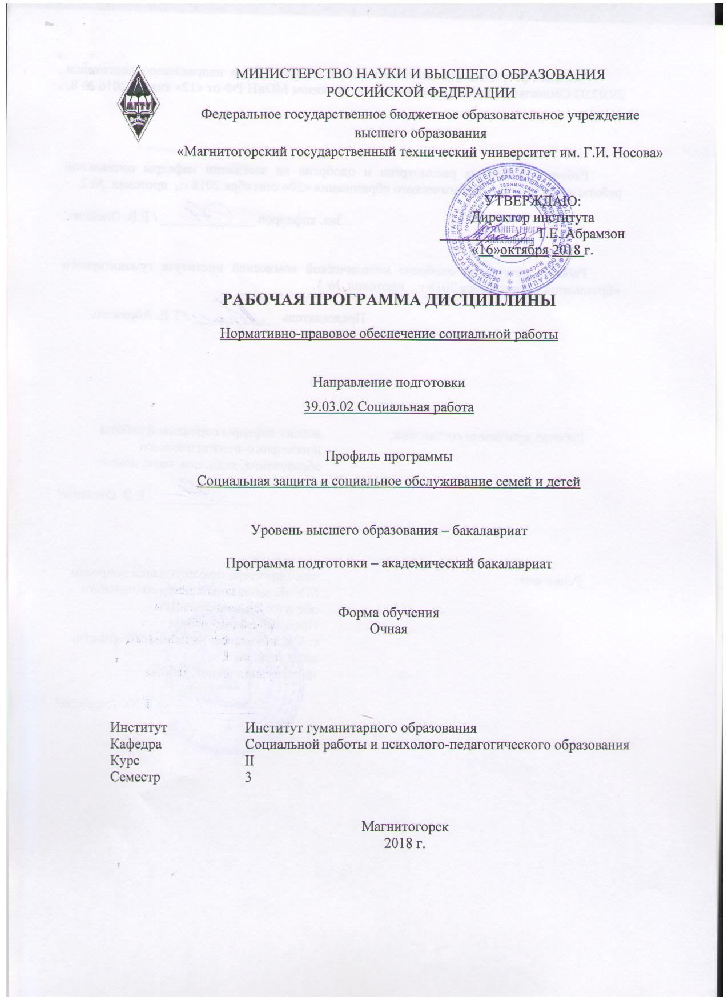 МИНИСТЕРСТВО НАУКИ И ВЫСШЕГО ОБРАЗОВАНИЯ
РОССИЙСКОЙ ФЕДЕРАЦИИ
Федеральное государственное бюджетное образовательное учреждение
высшего образования
«Магнитогорский государственный технический университет им. Г.И. Носова»
МГТУ
УТВЕРЖДАЮ:
Директор института
Т.Е. Абрамзон
«16»октября 2018 г.
РАБОЧАЯ ПРОГРАММА ДИСЦИПЛИНЫ
Нормативно-правовое обеспечение социальной работы
Направление подготовки
39.03.02 Социальная работа
Профиль программы
Социальная защита и социальное обслуживание семей и детей
Уровень высшего образования – бакалавриат
Программа подготовки – академический бакалавриат
Форма обучения
Очная
Институт Институт гуманитарного образования
Кафедра Социальной работы и психолого-педагогического образования
Курс II
Семестр 3
Магнитогорск
2018 г.